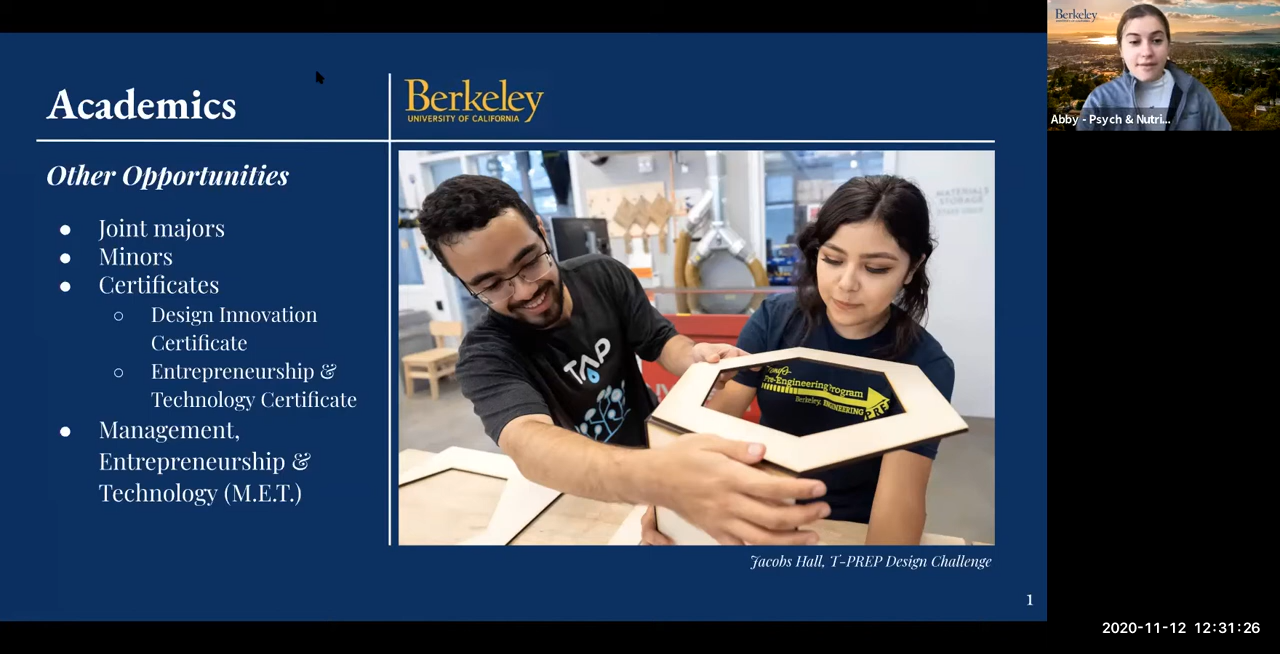 Academics
Berkeley
UNIVERSITY OF CALIFORNIA
Other Opportunities
● Joint majors
● Minors
● Certificates
○ Design Innovation
Certificate
○ Entrepreneurship &
Technology Certificate
● Management,
Entrepreneurship &
Technology (M.E.T.)
TAP
Pre-Engineering Program
Berkeley ENGINEERING
PREP
Jacobs Hall, T-PREP Design Challenge
1
Berkeley
Abby - Psych & Nutri...
2020-11-12 12:31:26